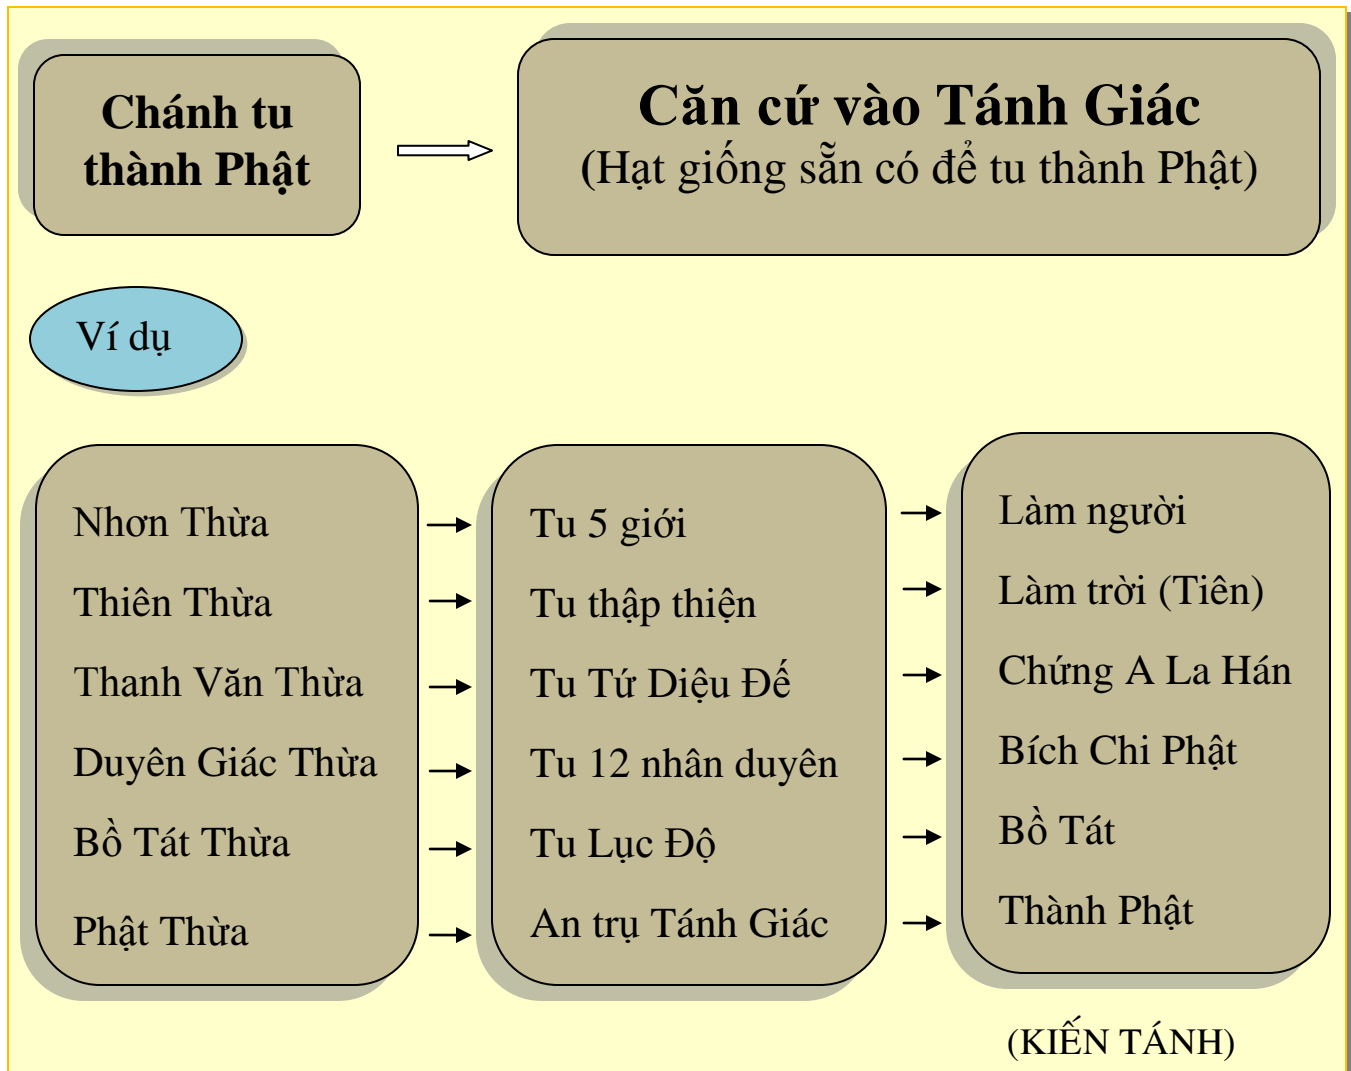 Chánh tu
thành Phật
Căn cứ vào Tánh Giác
(Hạt giống sẵn có để tu thành Phật)
Ví dụ
Nhơn Thừa
Tu 5 giới
Làm người
Thiên Thừa
Tu thập thiện
Làm trời (Tiên)
Thanh Văn Thừa
Tu Tứ Diệu Đế
Chứng A La Hán
Duyên Giác Thừa
Tu 12 nhân duyên
Bích Chi Phật
Bồ Tát Thừa
Tu Lục Độ
Bồ Tát
Phật Thừa
An trụ Tánh Giác
Thành Phật
(KIẾN TÁNH)